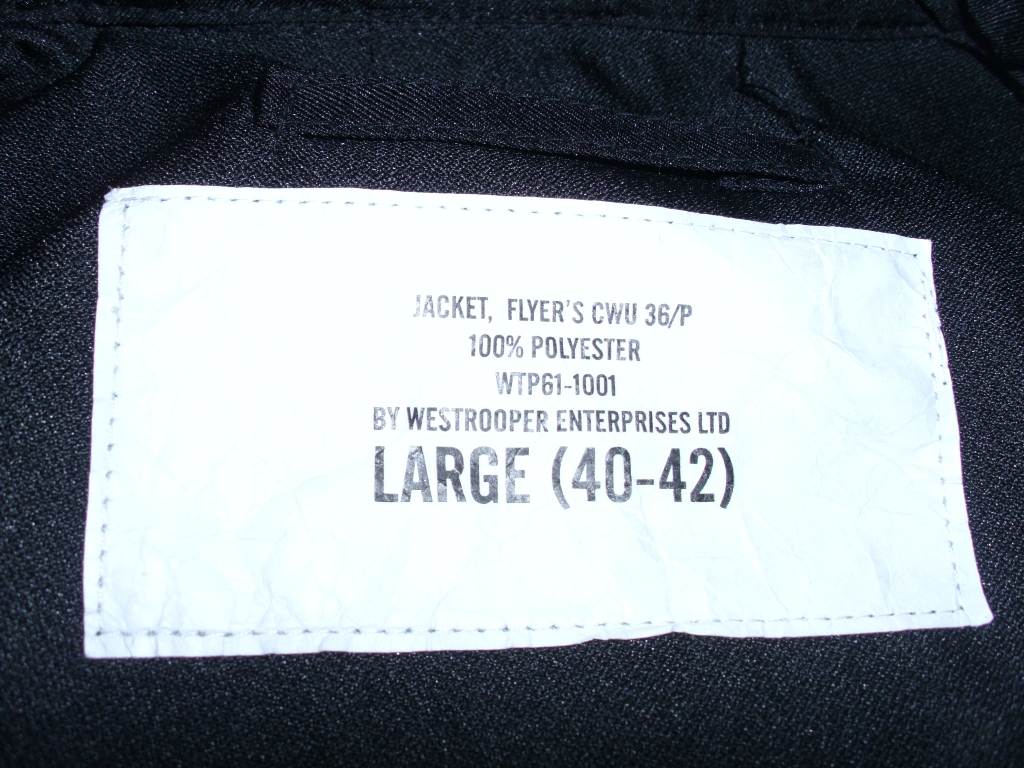 JACKET, FLYER'S CWU 36/P
100% POLYESTER
WTP61-1001
BY WESTROOPER ENTERPRISES LTD
LARGE (40-42)